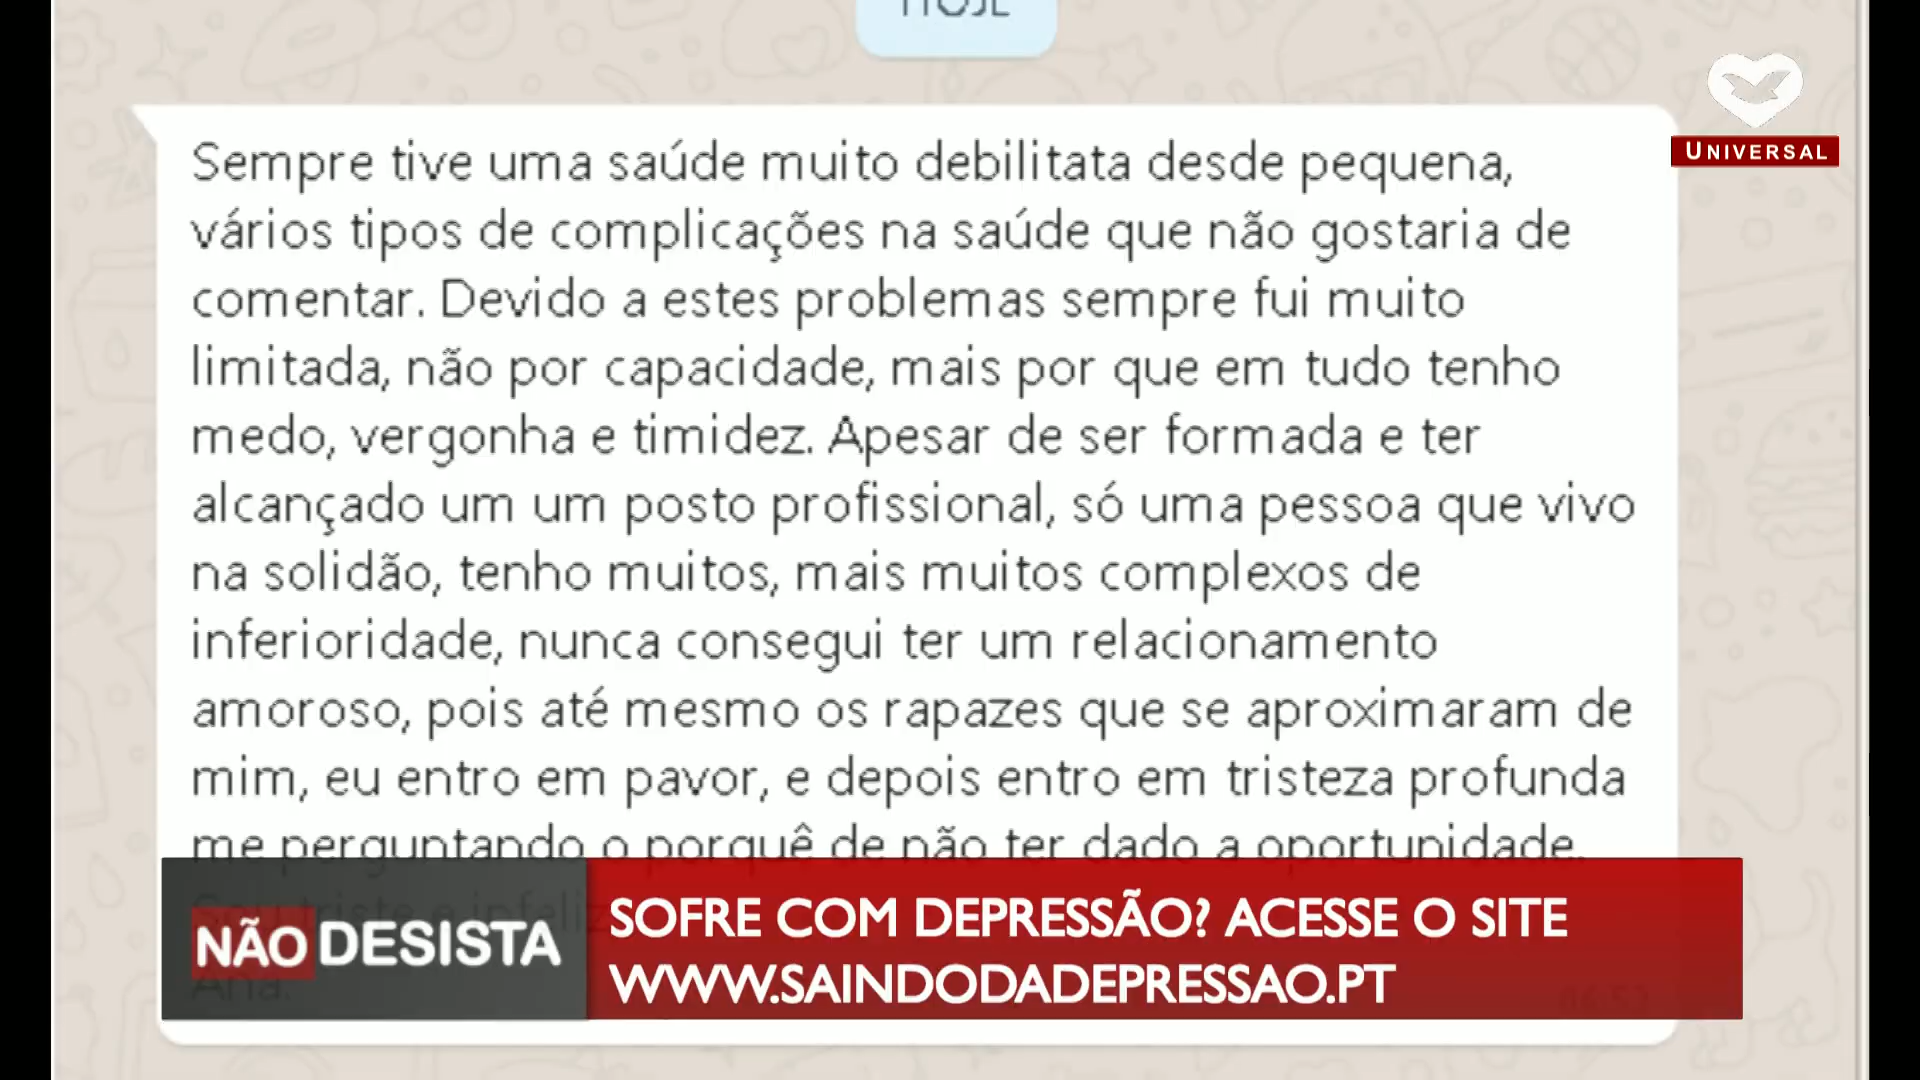 HOJE
UNIVERSAL
Sempre tive uma saúde muito debilitata desde pequena,
vários tipos de complicações na saúde que não gostaria de
comentar. Devido a estes problemas sempre fui muito
limitada, não por capacidade, mais por que em tudo tenho
medo, vergonha e timidez. Apesar de ser formada e ter
alcançado um um posto profissional, só uma pessoa que vivo
na solidão, tenho muitos, mais muitos complexos de
inferioridade, nunca consegui ter um relacionamento
amoroso, pois até mesmo os rapazes que se aproximaram de
mim, eu entro em pavor, e depois entro em tristeza profunda
me perguntando o porquê de não ter dado a oportunidade.
Sou triste e infeliz
Ana.
NÃO DESISTA
SOFRE COM DEPRESSÃO? ACESSE O SITE
WWW.SAINDODADEPRESSAO.PT